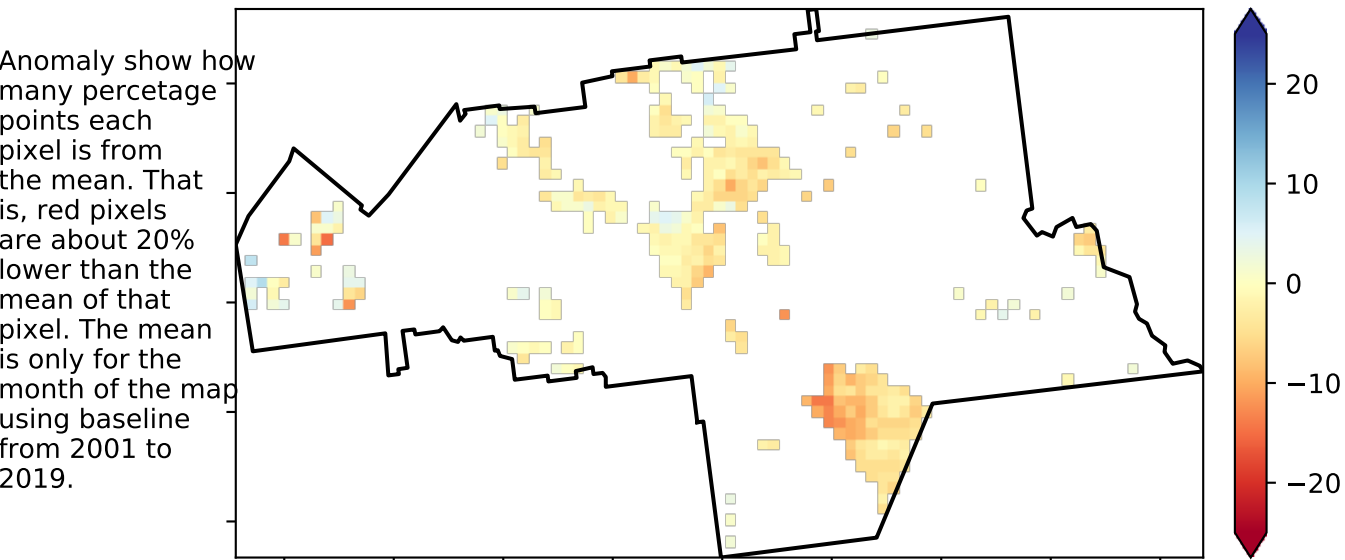 Anomaly show how
many percetage
points each
pixel is from
the mean. That
is, red pixels
are about 20%
lower than the
mean of that
pixel. The mean
is only for the
month of the map
using baseline
from 2001 to
2019.
20
10
0
−10
−20